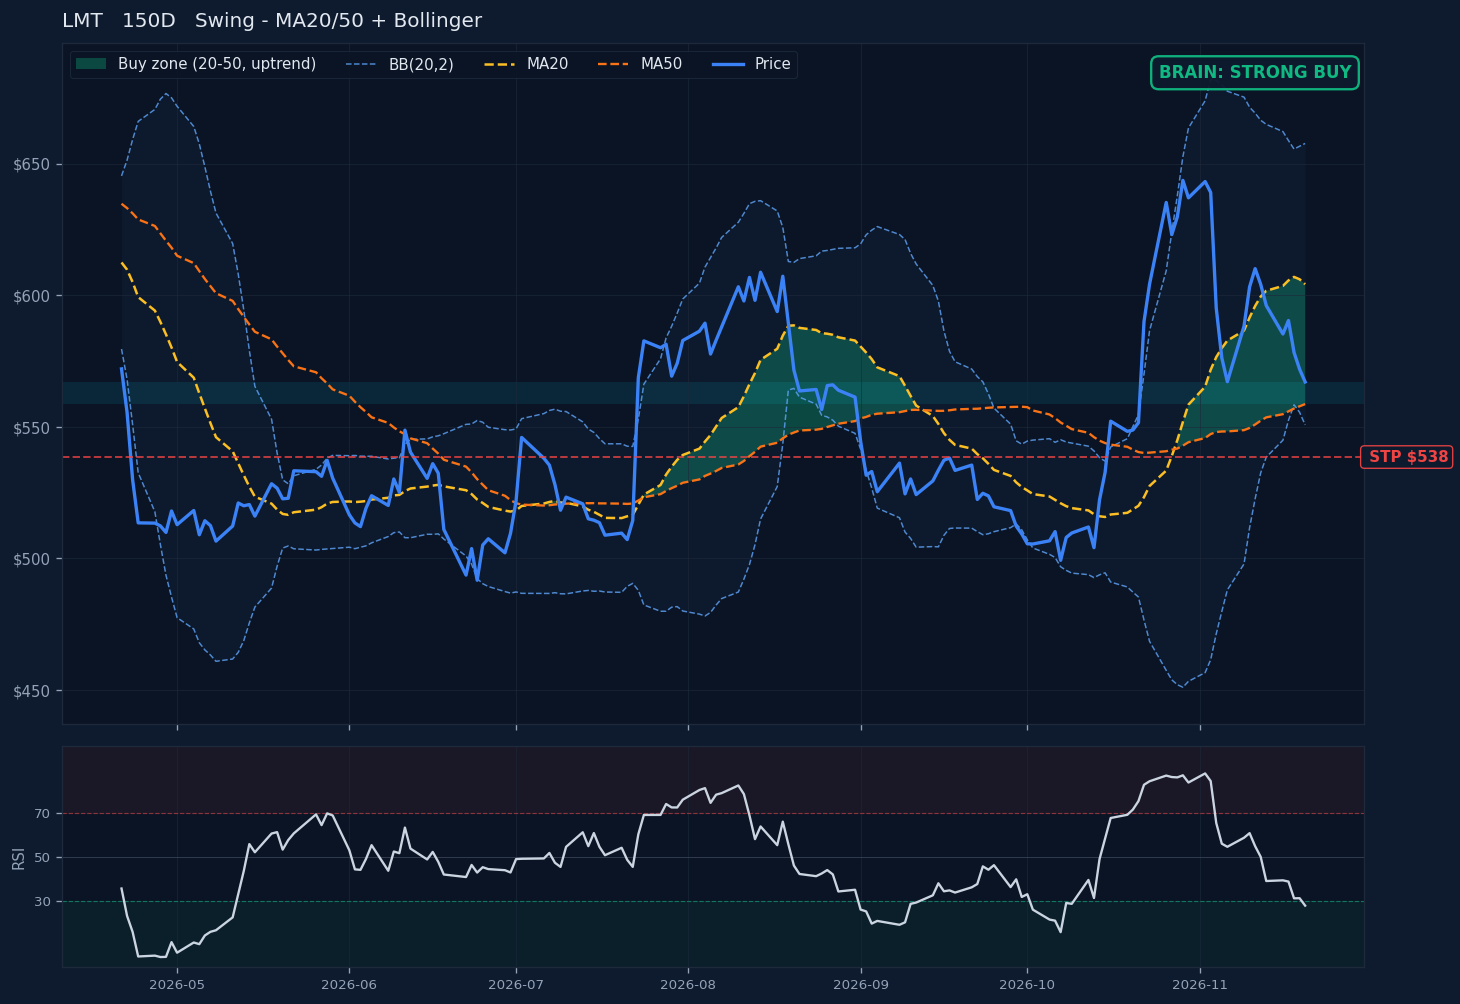 LMT 150D Swing - MA20/50 + Bollinger
Buy zone (20-50, uptrend) BB(20,2) MA20 MA50 Price
BRAIN: STRONG BUY
$650
$600
$550
STP $538
$500
$450
70
50
30
RSI
2026-05 2026-06 2026-07 2026-08 2026-09 2026-10 2026-11